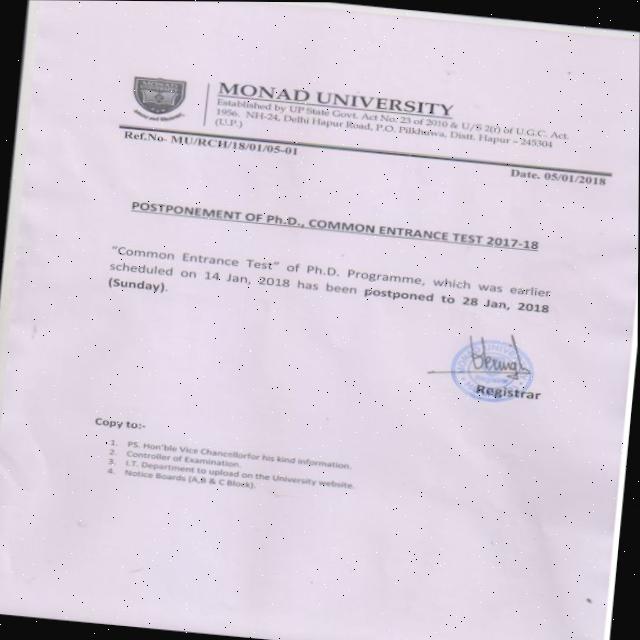 MONAD UNIVERSITY
Established by UP State Govt. Act No. 23 of 2010 & U/S 2(f) of U.G.C. Act.
1956. NH-24, Delhi Hapur Road, P.O. Pilkhuwa, Distt. Hapur - 245304
(U.P.)
Ref.No- MU/RCH/18/01/05-01
Date. 05/01/2018
POSTPONEMENT OF Ph.D., COMMON ENTRANCE TEST 2017-18
"Common Entrance Test" of Ph.D. Programme, which was earlier
scheduled on 14 Jan, 2018 has been postponed to 28 Jan, 2018
(Sunday).
Registrar
Copy to:-
1. PS. Hon'ble Vice Chancellorfor his kind information.
2. Controller of Examination.
3. I.T. Department to upload on the University website.
4. Notice Boards (A,B & C Block).